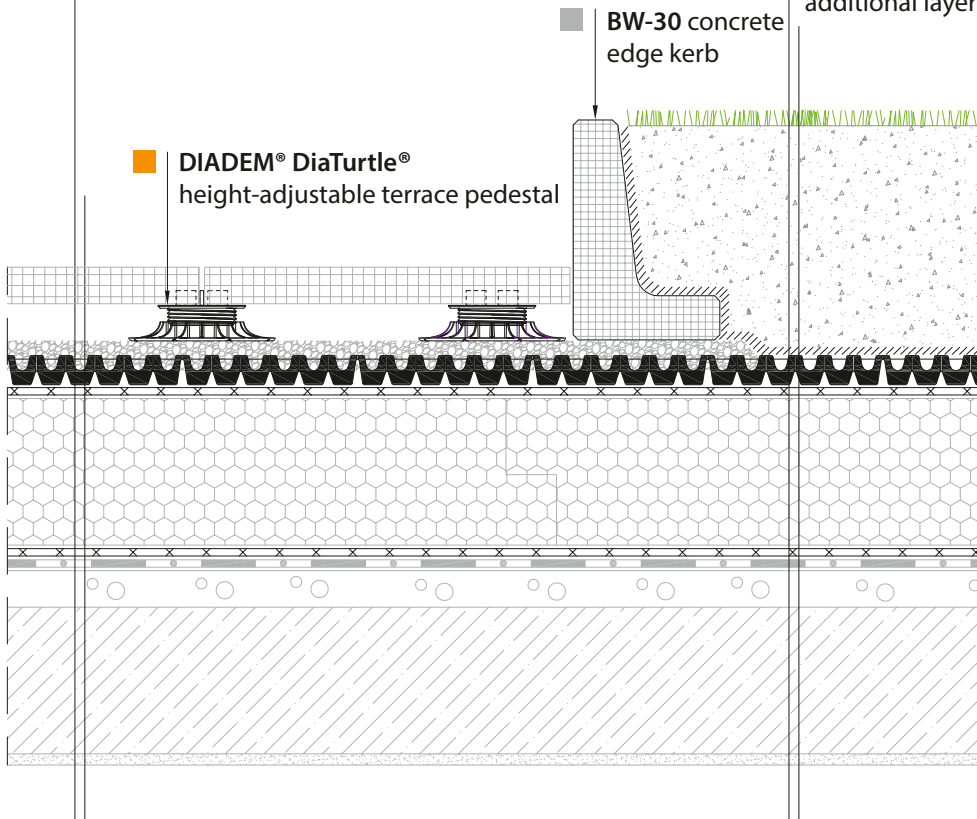 additional layer
BW-30 concrete
edge kerb
DIADEM® DiaTurtle®
height-adjustable terrace pedestal